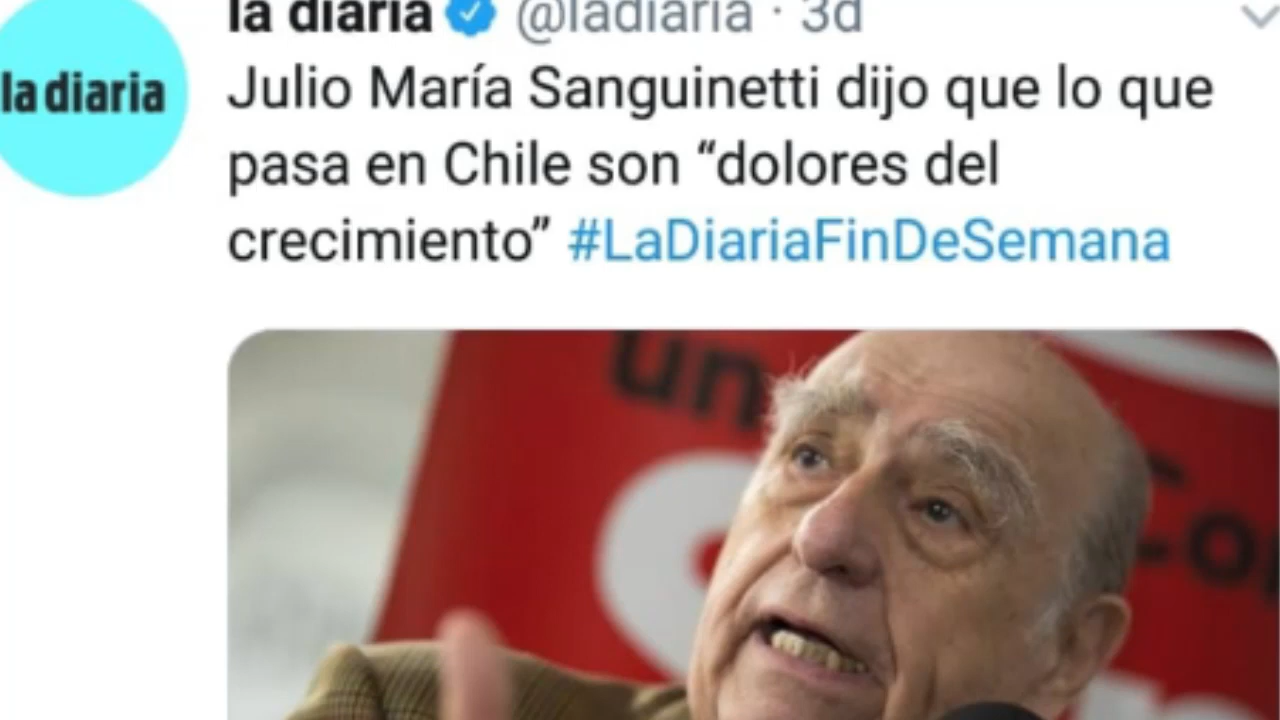 la diaria @ladiaria · 3d
la diaria
Julio María Sanguinetti dijo que lo que
pasa en Chile son “dolores del
crecimiento” #LaDiariaFinDeSemana
un